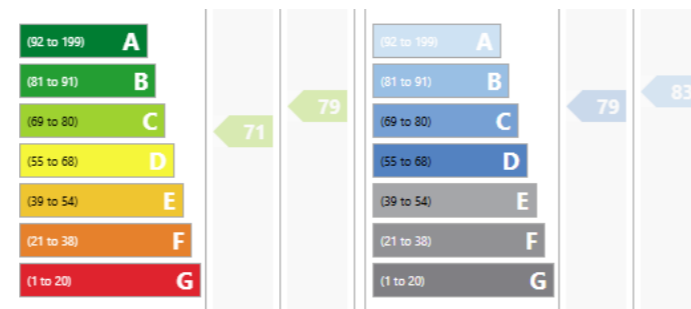 (92 to 199) A
(81 to 91) B
(69 to 80) C
(55 to 68) D
(39 to 54) E
(21 to 38) F
(1 to 20) G
71
79
(92 to 199) A
(81 to 91) B
(69 to 80) C
(55 to 68) D
(39 to 54) E
(21 to 38) F
(1 to 20) G
79
83